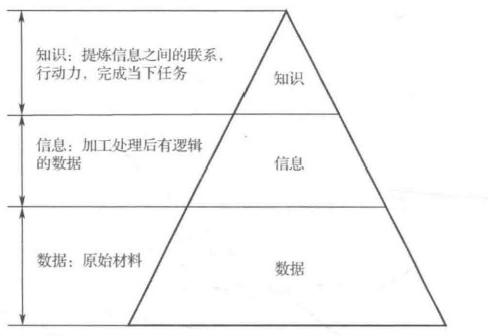 知识：提炼信息之间的联系，
行动力，完成当下任务
知识
信息：加工处理后有逻辑
的数据
信息
数据：原始材料
数据